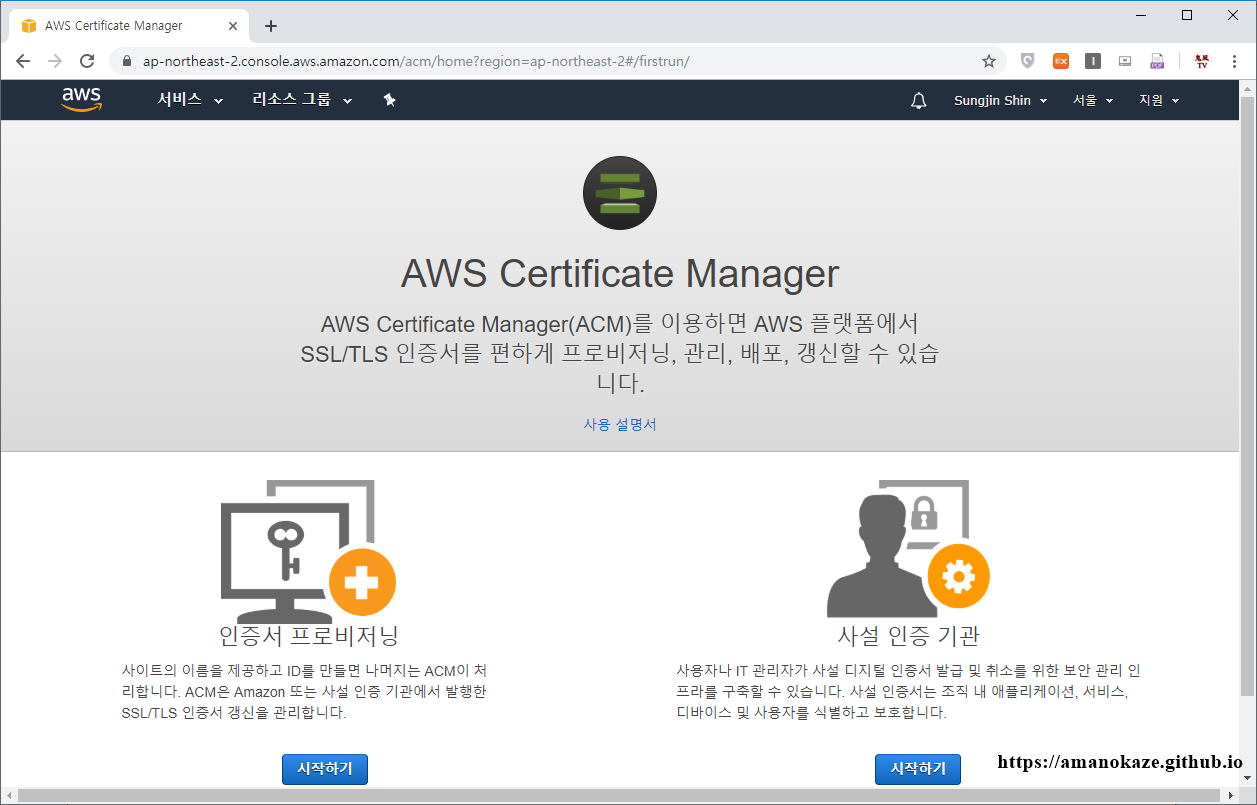 AWS Certificate Manager
ap-northeast-2.console.aws.amazon.com/acm/home?region=ap-northeast-2#/firstrun/
EX
I
PDF
TV
aws
서비스
리소스 그룹
Sungjin Shin
서울
지원
AWS Certificate Manager
AWS Certificate Manager(ACM)를 이용하면 AWS 플랫폼에서
SSL/TLS 인증서를 편하게 프로비저닝, 관리, 배포, 갱신할 수 있습
니다.
사용 설명서
인증서 프로비저닝
사이트의 이름을 제공하고 ID를 만들면 나머지는 ACM이 처
리합니다. ACM은 Amazon 또는 사설 인증 기관에서 발행한
SSL/TLS 인증서 갱신을 관리합니다.
시작하기
사설 인증 기관
사용자나 IT 관리자가 사설 디지털 인증서 발급 및 취소를 위한 보안 관리 인
프라를 구축할 수 있습니다. 사설 인증서는 조직 내 애플리케이션, 서비스,
디바이스 및 사용자를 식별하고 보호합니다.
시작하기
https://amanokaze.github.io